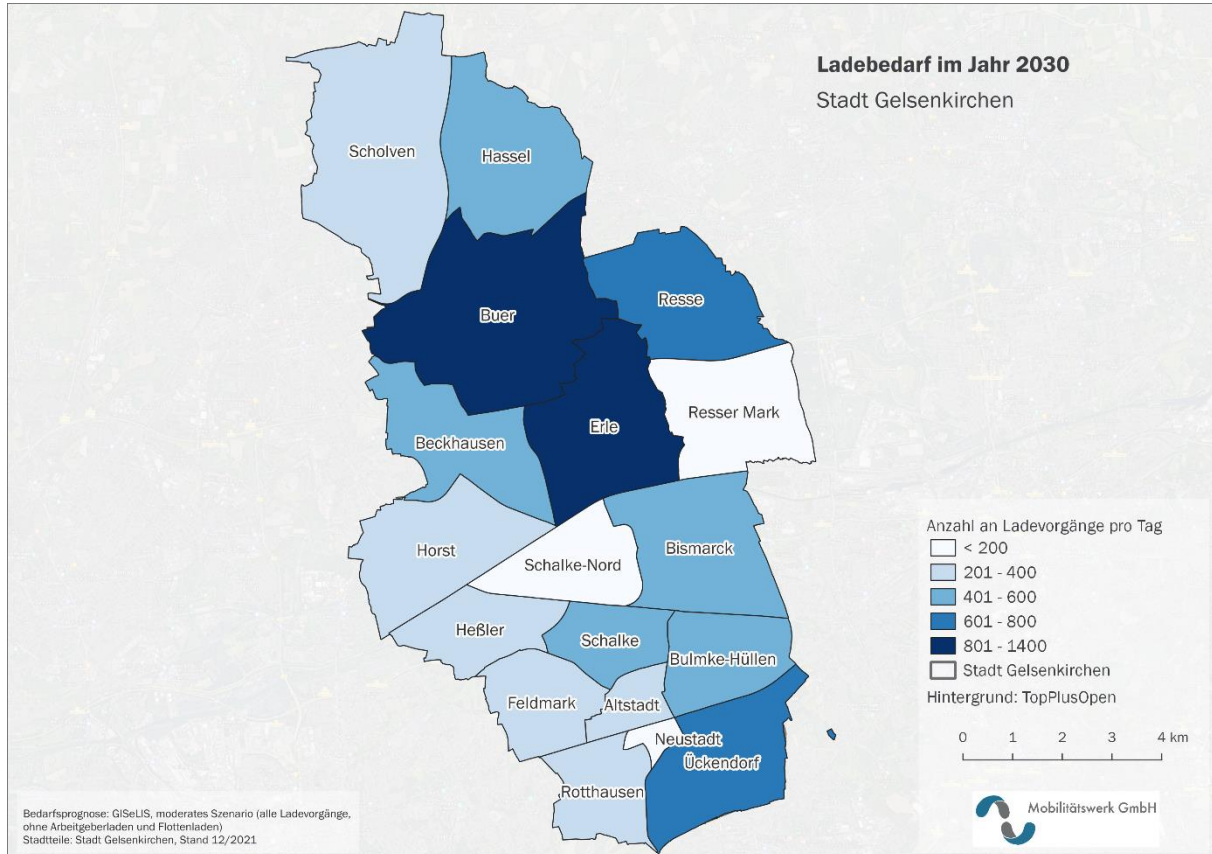 Ladebedarf im Jahr 2030
Stadt Gelsenkirchen
Scholven
Hassel
Buer
Resse
Resser Mark
Erle
Beckhausen
Horst
Schalke-Nord
Bismarck
Heßler
Schalke
Bulmke-Hüllen
Feldmark
Altstadt
Neustadt
Ückendorf
Rotthausen
Anzahl an Ladevorgänge pro Tag
< 200
201 - 400
401 - 600
601 - 800
801 - 1400
Stadt Gelsenkirchen
Hintergrund: TopPlusOpen
0 1 2 3 4 km
Mobilitätswerk GmbH
Bedarfsprognose: GISeLIS, moderates Szenario (alle Ladevorgänge,
ohne Arbeitgeberladen und Flottenladen)
Stadtteile: Stadt Gelsenkirchen, Stand 12/2021